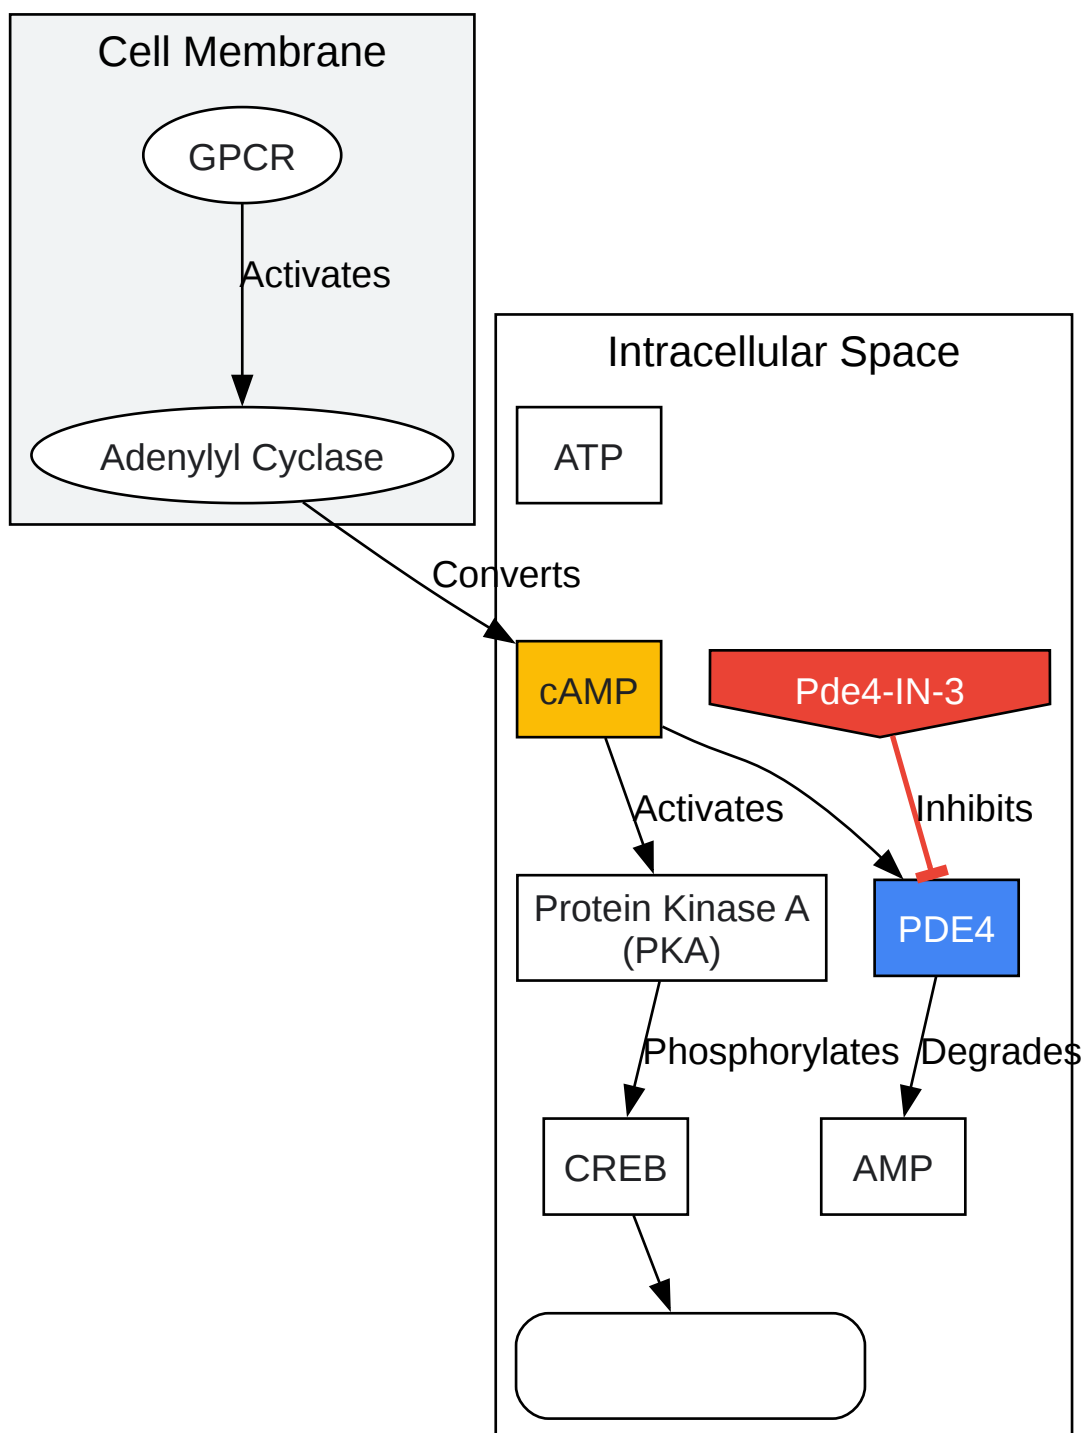 Cell Membrane
GPCR
Activates
Intracellular Space
Adenylyl Cyclase
ATP
Converts
cAMP
Pde4-IN-3
Activates
Inhibits
Protein Kinase A
(PKA)
PDE4
Phosphorylates
Degrades
CREB
AMP